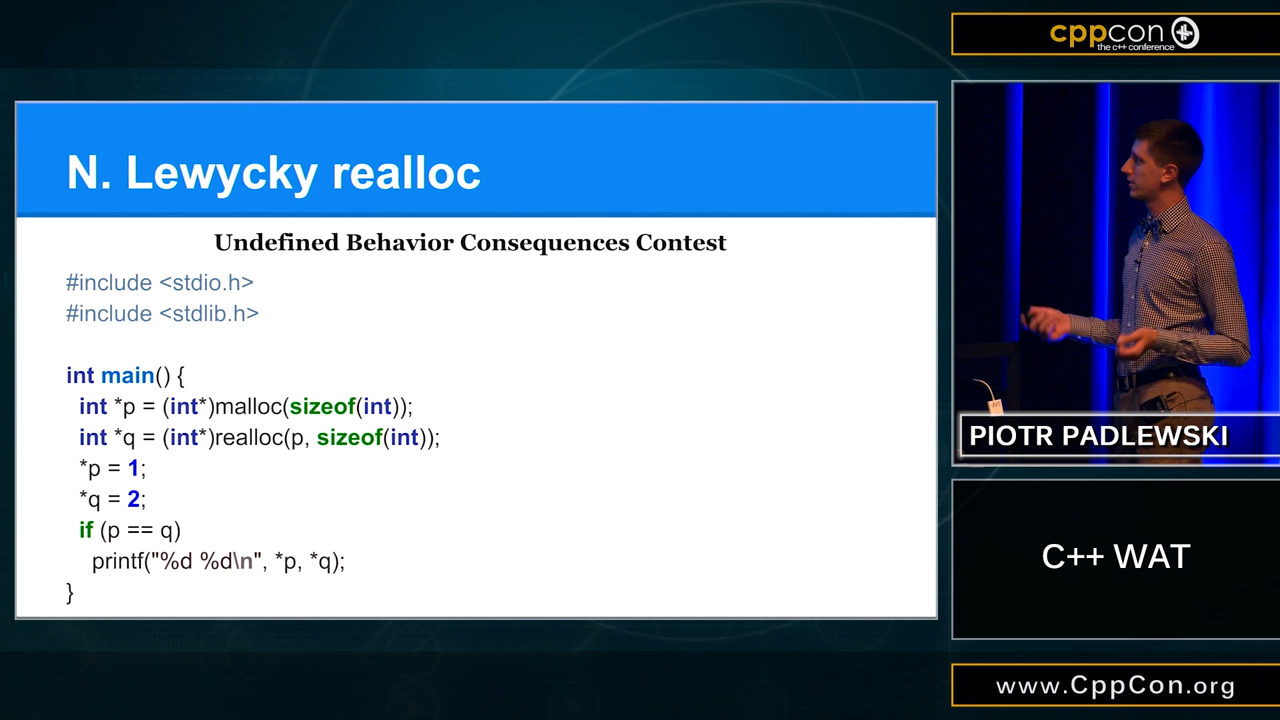 N. Lewycky realloc
Undefined Behavior Consequences Contest
#include <stdio.h>
#include <stdlib.h>
int main() {
int *p = (int*)malloc(sizeof(int));
int *q = (int*)realloc(p, sizeof(int));
*p = 1;
*q = 2;
if (p == q)
printf("%d %d\n", *p, *q);
}
cppcon
the c++ conference
PIOTR PADLEWSKI
C++ WAT
www.CppCon.org